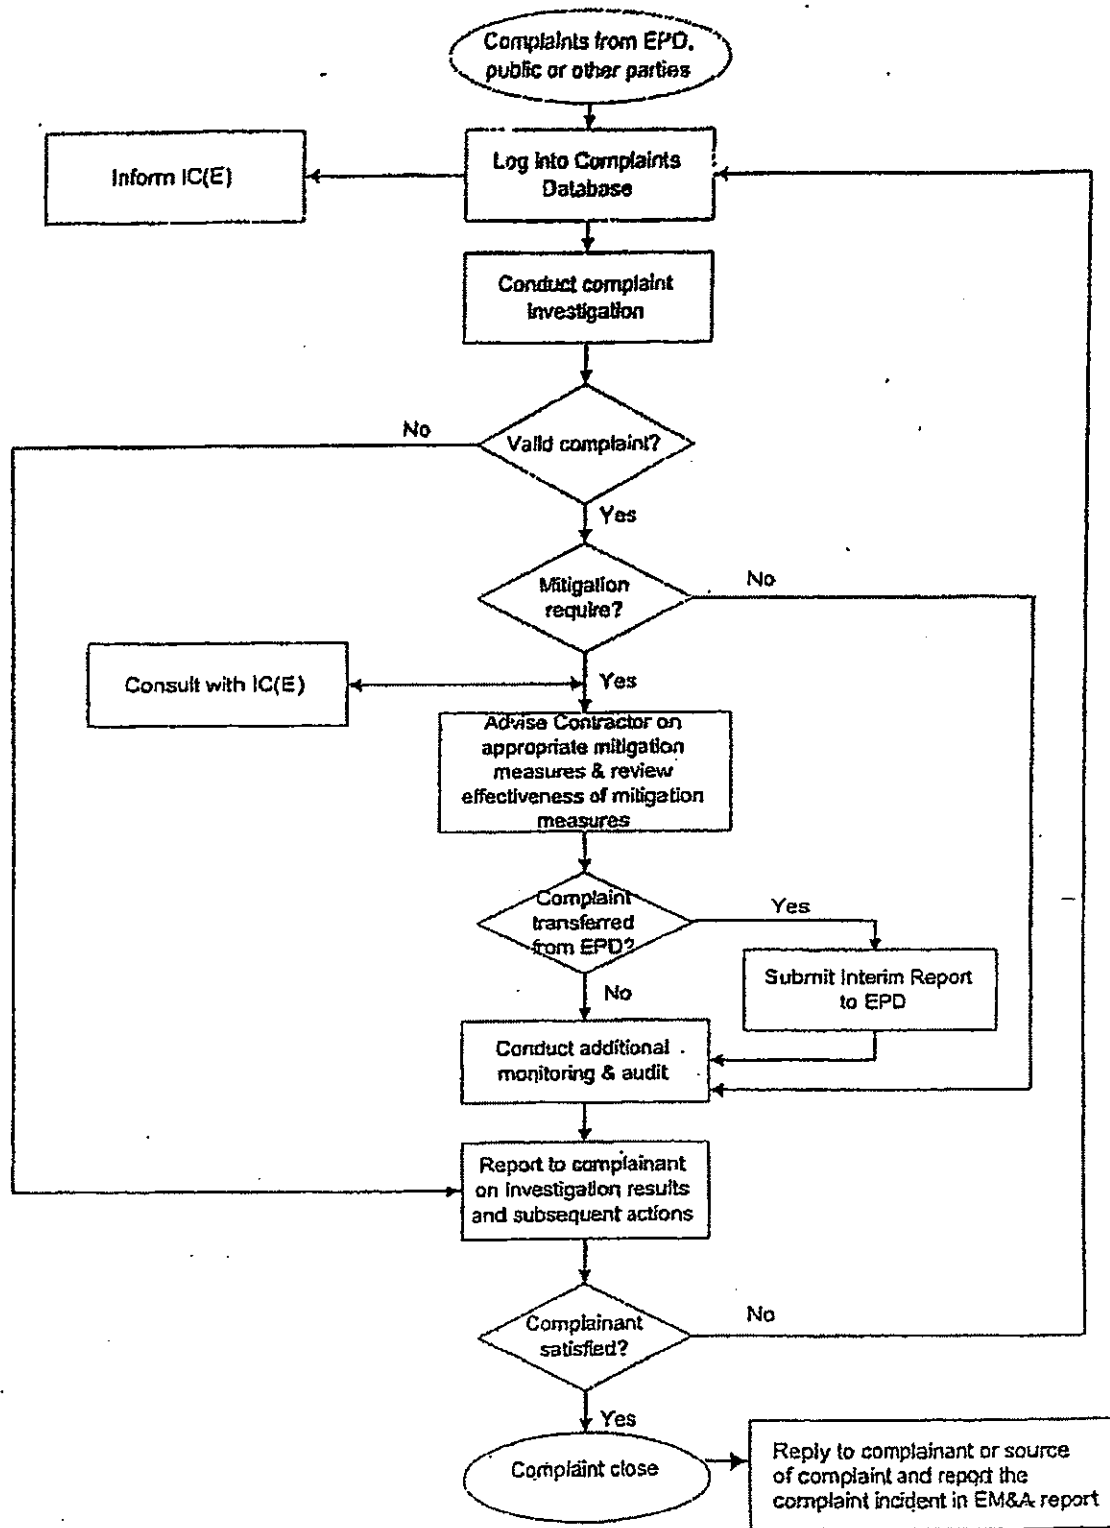 Complaints from EPD,
public or other parties
Inform IC(E)
Log into Complaints
Database
Conduct complaint
investigation
No
Valid complaint?
Yes
Mitigation
require?
No
Consult with IC(E)
Yes
Advise Contractor on
appropriate mitigation
measures & review
effectiveness of mitigation
measures
Complaint
transferred
from EPD?
Yes
Submit Interim Report
to EPD
No
Conduct additional
monitoring & audit
Report to complainant
on investigation results
and subsequent actions
Complainant
satisfied?
No
Yes
Complaint close
Reply to complainant or source
of complaint and report the
complaint incident in EM&A report